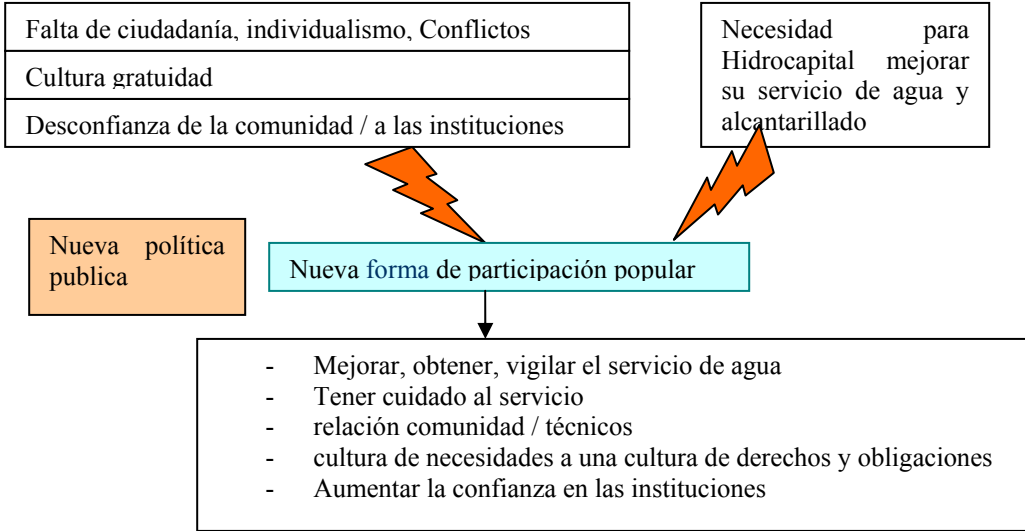 Falta de ciudadanía, individualismo, Conflictos
Cultura gratuidad
Desconfianza de la comunidad / a las instituciones
Necesidad para
Hidrocapital mejorar
su servicio de agua y
alcantarillado
Nueva política
publica
Nueva forma de participación popular
- Mejorar, obtener, vigilar el servicio de agua
- Tener cuidado al servicio
- relación comunidad / técnicos
- cultura de necesidades a una cultura de derechos y obligaciones
- Aumentar la confianza en las instituciones